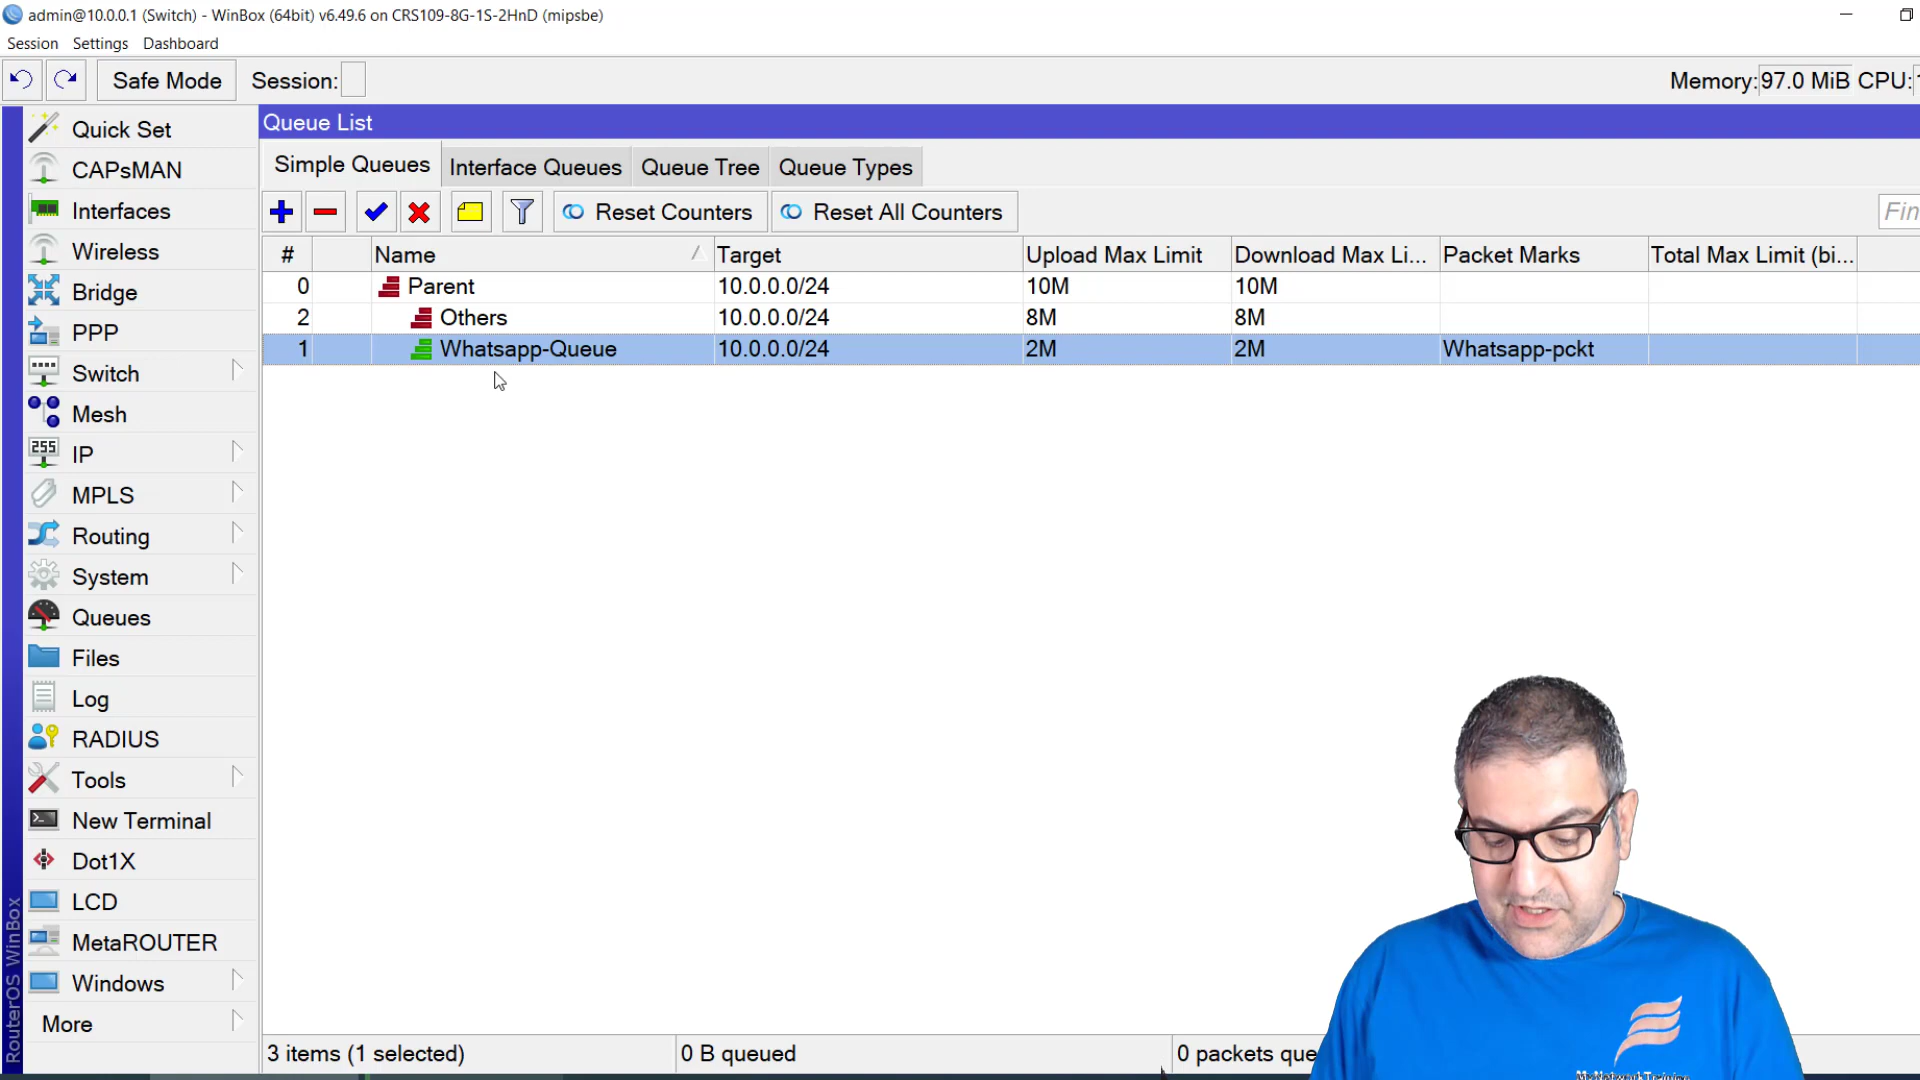 admin@10.0.0.1 (Switch) - WinBox (64bit) v6.49.6 on CRS109-8G-1S-2HnD (mipsbe)
Session Settings Dashboard
Safe Mode Session: Memory: 97.0 MiB CPU:
Quick Set
CAPsMAN
Interfaces
Wireless
Bridge
PPP
Switch
Mesh
IP
MPLS
Routing
System
Queues
Files
Log
RADIUS
Tools
New Terminal
Dot1X
LCD
MetaROUTER
Windows
More
RouterOS WinBox
Queue List
Simple Queues Interface Queues Queue Tree Queue Types
Reset Counters Reset All Counters Fin
# Name Target Upload Max Limit Download Max Li... Packet Marks Total Max Limit (bi...
0 Parent 10.0.0.0/24 10M 10M
2 Others 10.0.0.0/24 8M 8M
1 Whatsapp-Queue 10.0.0.0/24 2M 2M Whatsapp-pckt
3 items (1 selected) 0 B queued 0 packets que
255